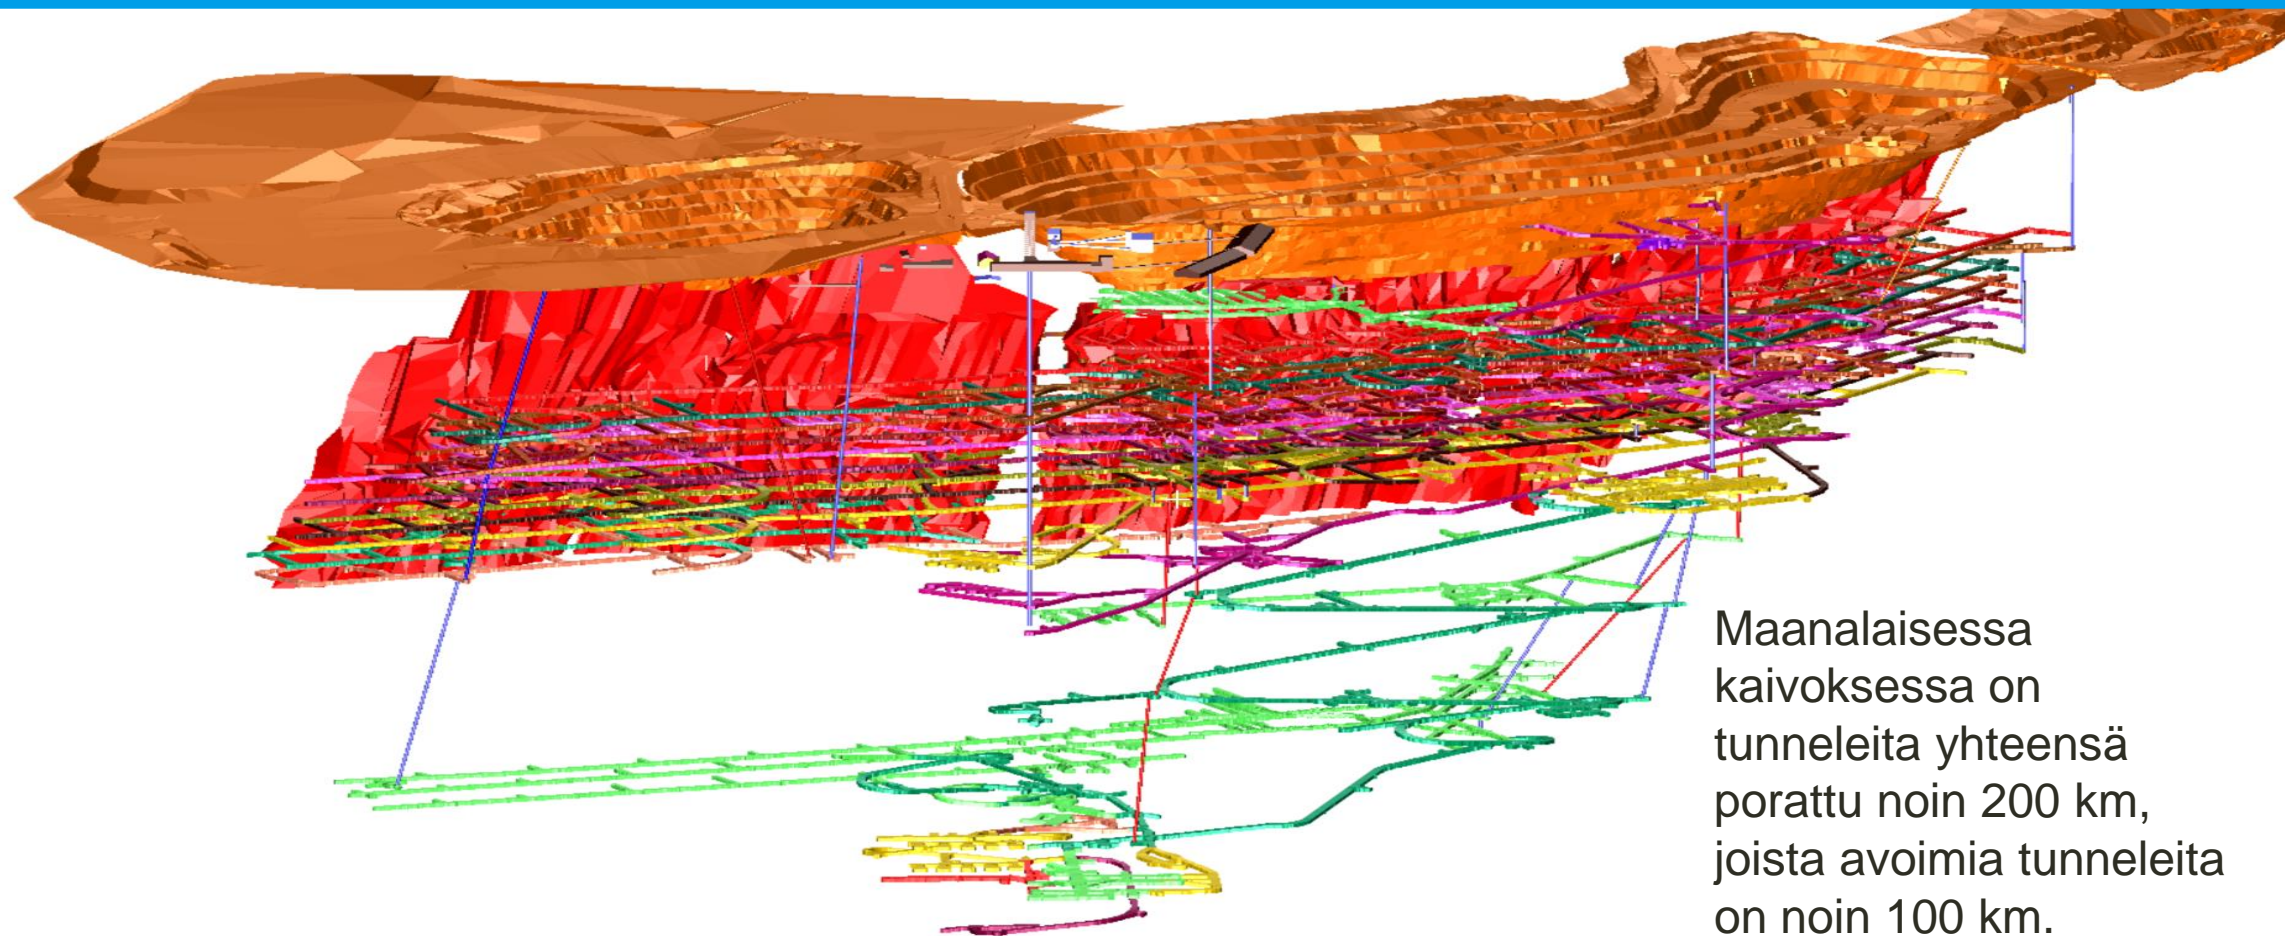 Maanalaisessa
kaivoksessa on
tunneleita yhteensä
porattu noin 200 km,
joista avoimia tunneleita
on noin 100 km.